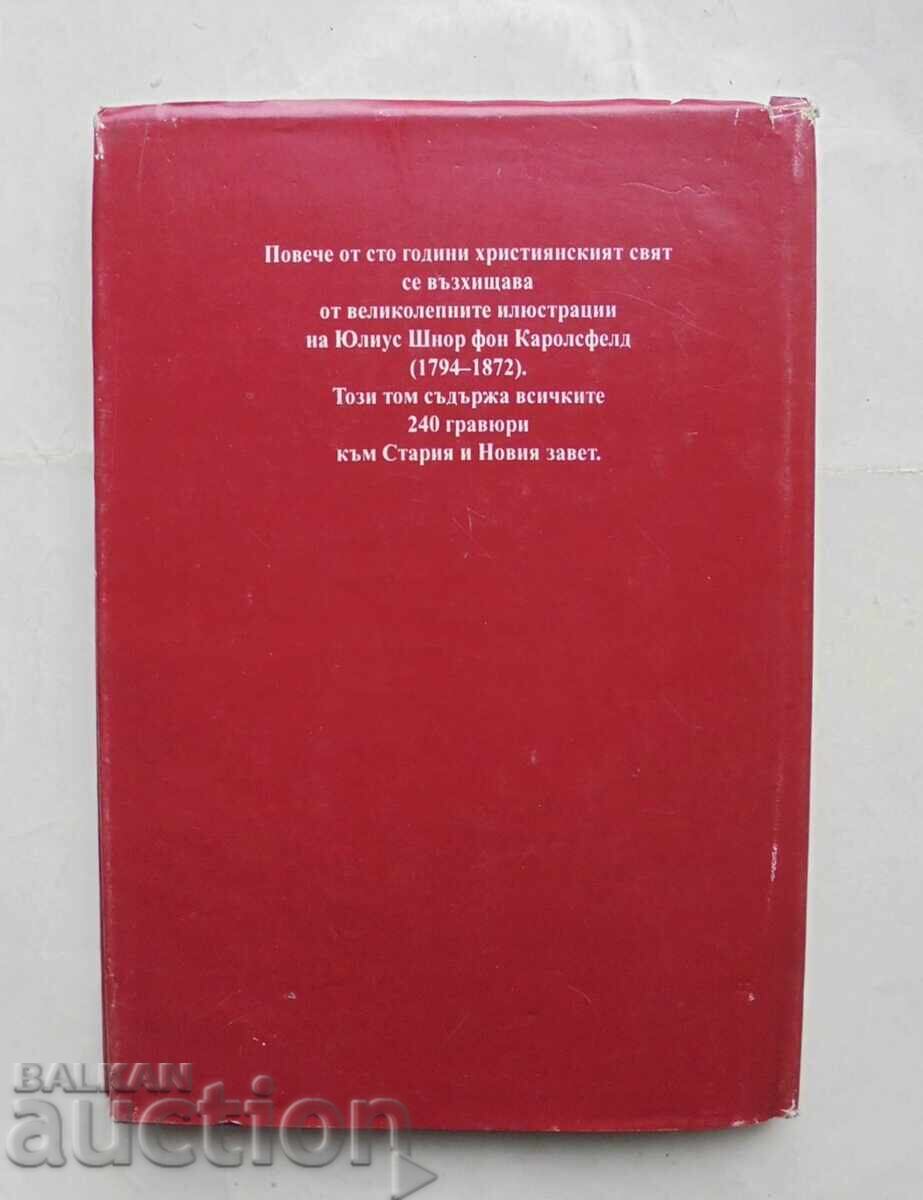 Повече от сто години християнският свят
се възхищава
от великолепните илюстрации
на Юлиус Шнор фон Каролсфелд
(1794–1872).
Този том съдържа всичките
240 гравюри
към Стария и Новия завет.
BALKAN
auction